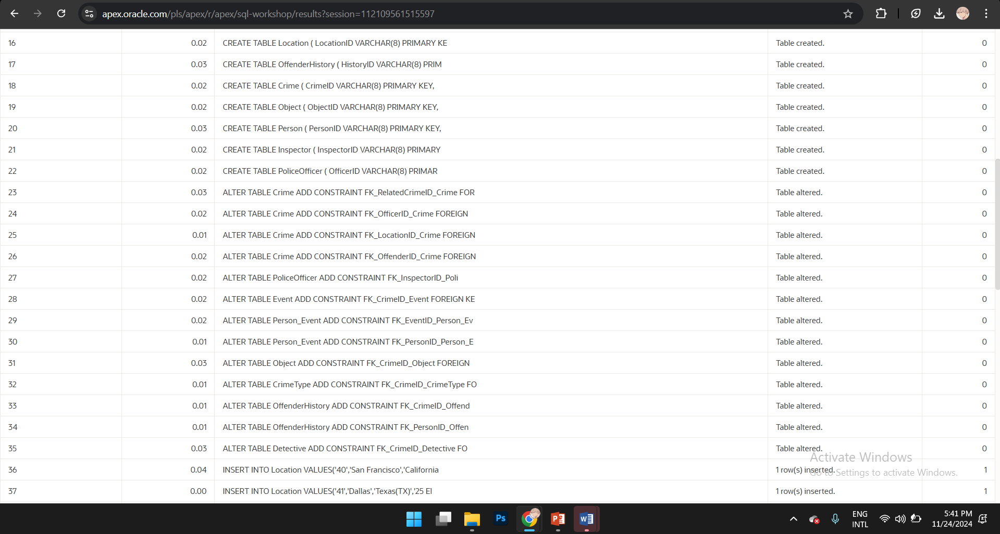 apex.oracle.com/pls/apex/r/apex/sql-workshop/results?session=112109561515597
16 0.02 CREATE TABLE Location ( LocationID VARCHAR(8) PRIMARY KE Table created. 0
17 0.03 CREATE TABLE OffenderHistory ( HistoryID VARCHAR(8) PRIM Table created. 0
18 0.02 CREATE TABLE Crime ( CrimeID VARCHAR(8) PRIMARY KEY, Table created. 0
19 0.02 CREATE TABLE Object ( ObjectID VARCHAR(8) PRIMARY KEY, Table created. 0
20 0.03 CREATE TABLE Person ( PersonID VARCHAR(8) PRIMARY KEY, Table created. 0
21 0.02 CREATE TABLE Inspector ( InspectorID VARCHAR(8) PRIMARY Table created. 0
22 0.02 CREATE TABLE PoliceOfficer ( OfficerID VARCHAR(8) PRIMAR Table created. 0
23 0.03 ALTER TABLE Crime ADD CONSTRAINT FK_RelatedCrimeID_Crime FOR Table altered. 0
24 0.02 ALTER TABLE Crime ADD CONSTRAINT FK_OfficerID_Crime FOREIGN Table altered. 0
25 0.01 ALTER TABLE Crime ADD CONSTRAINT FK_LocationID_Crime FOREIGN Table altered. 0
26 0.02 ALTER TABLE Crime ADD CONSTRAINT FK_OffenderID_Crime FOREIGN Table altered. 0
27 0.02 ALTER TABLE PoliceOfficer ADD CONSTRAINT FK_InspectorID_Poli Table altered. 0
28 0.02 ALTER TABLE Event ADD CONSTRAINT FK_CrimeID_Event FOREIGN KE Table altered. 0
29 0.02 ALTER TABLE Person_Event ADD CONSTRAINT FK_EventID_Person_Ev Table altered. 0
30 0.01 ALTER TABLE Person_Event ADD CONSTRAINT FK_PersonID_Person_E Table altered. 0
31 0.03 ALTER TABLE Object ADD CONSTRAINT FK_CrimeID_Object FOREIGN Table altered. 0
32 0.01 ALTER TABLE CrimeType ADD CONSTRAINT FK_CrimeID_CrimeType FO Table altered. 0
33 0.01 ALTER TABLE OffenderHistory ADD CONSTRAINT FK_CrimeID_Offend Table altered. 0
34 0.01 ALTER TABLE OffenderHistory ADD CONSTRAINT FK_PersonID_Offen Table altered. 0
35 0.03 ALTER TABLE Detective ADD CONSTRAINT FK_CrimeID_Detective FO Table altered. 0
Activate Windows
36 0.04 INSERT INTO Location VALUES('40','San Francisco','California 1 row(s) inserted. 1
Go to Settings to activate Windows.
37 0.00 INSERT INTO Location VALUES('41','Dallas','Texas(TX)','25 El 1 row(s) inserted. 1
Ps
P
W
ENG
INTL
5:41 PM
11/24/2024